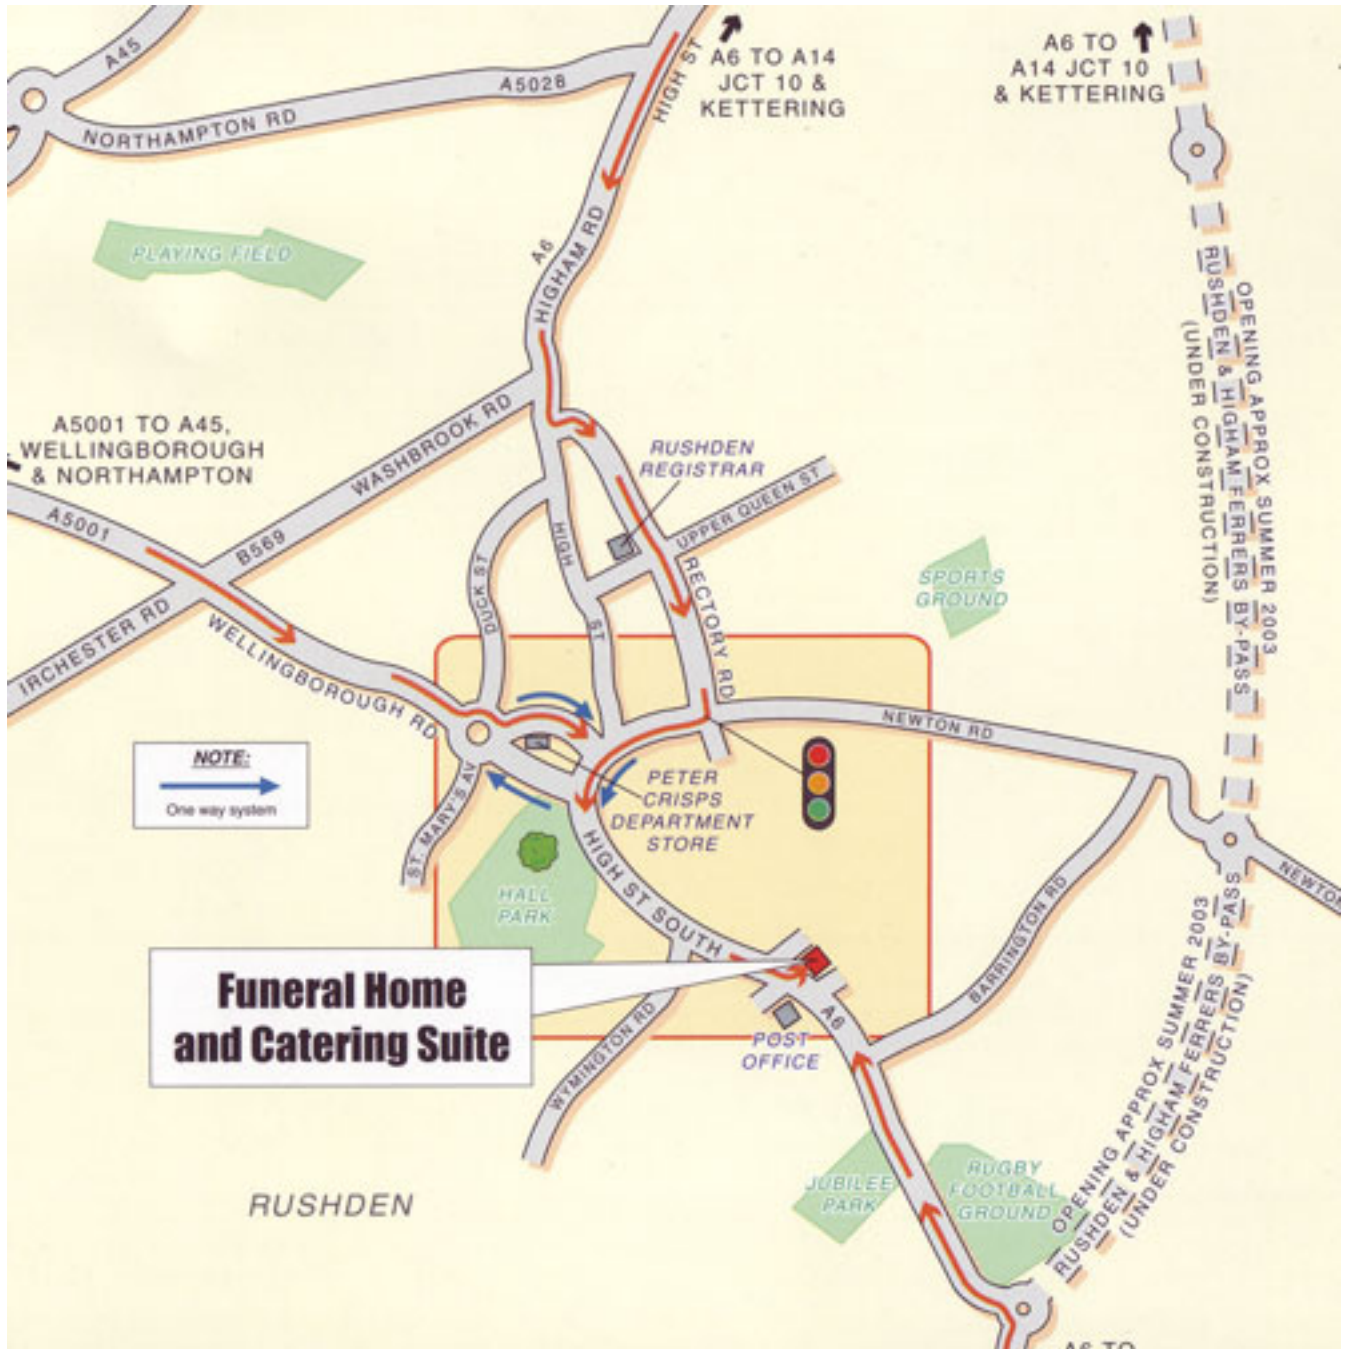 A45
A5028
NORTHAMPTON RD
HIGH ST
A6 TO A14
JCT 10 &
KETTERING
A6 TO
A14 JCT 10
& KETTERING
PLAYING FIELD
A6
HIGHAM RD
OPENING APPROX SUMMER 2003
RUSHDEN & HIGHAM FERRERS BY-PASS
(UNDER CONSTRUCTION)
A5001 TO A45,
WELLINGBOROUGH
& NORTHAMPTON
WASHBROOK RD
B569
A5001
RUSHDEN
REGISTRAR
UPPER QUEEN ST
HIGH
ST
DUCK ST
RECTORY RD
SPORTS
GROUND
IRCHESTER RD
WELLINGBOROUGH RD
NEWTON RD
NOTE:
One way system
PETER
CRISPS
DEPARTMENT
STORE
ST. MARY'S AV
HALL
PARK
HIGH ST SOUTH
BARRINGTON RD
NEWTON
Funeral Home
and Catering Suite
A6
POST
OFFICE
WYMINGTON RD
OPENING APPROX SUMMER 2003
RUSHDEN & HIGHAM FERRERS BY-PASS
(UNDER CONSTRUCTION)
JUBILEE
PARK
RUGBY
FOOTBALL
GROUND
RUSHDEN
A6 TO